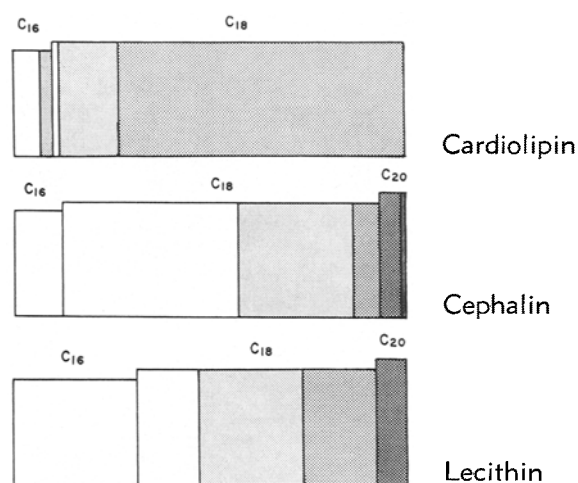 C16 C18
Cardiolipin
C16 C18 C20
Cephalin
C16 C18 C20
Lecithin